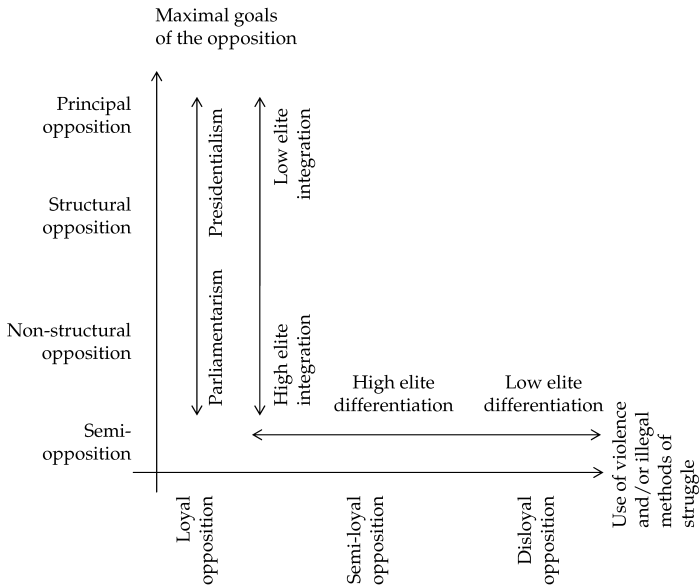 Maximal goals
of the opposition
Principal
opposition
Structural
opposition
Non-structural
opposition
Semi-
opposition
Presidentialism
Parliamentarism
Low elite
integration
High elite
integration
High elite
differentiation
Low elite
differentiation
Use of violence
and/or illegal
methods of
struggle
Loyal
opposition
Semi-loyal
opposition
Disloyal
opposition